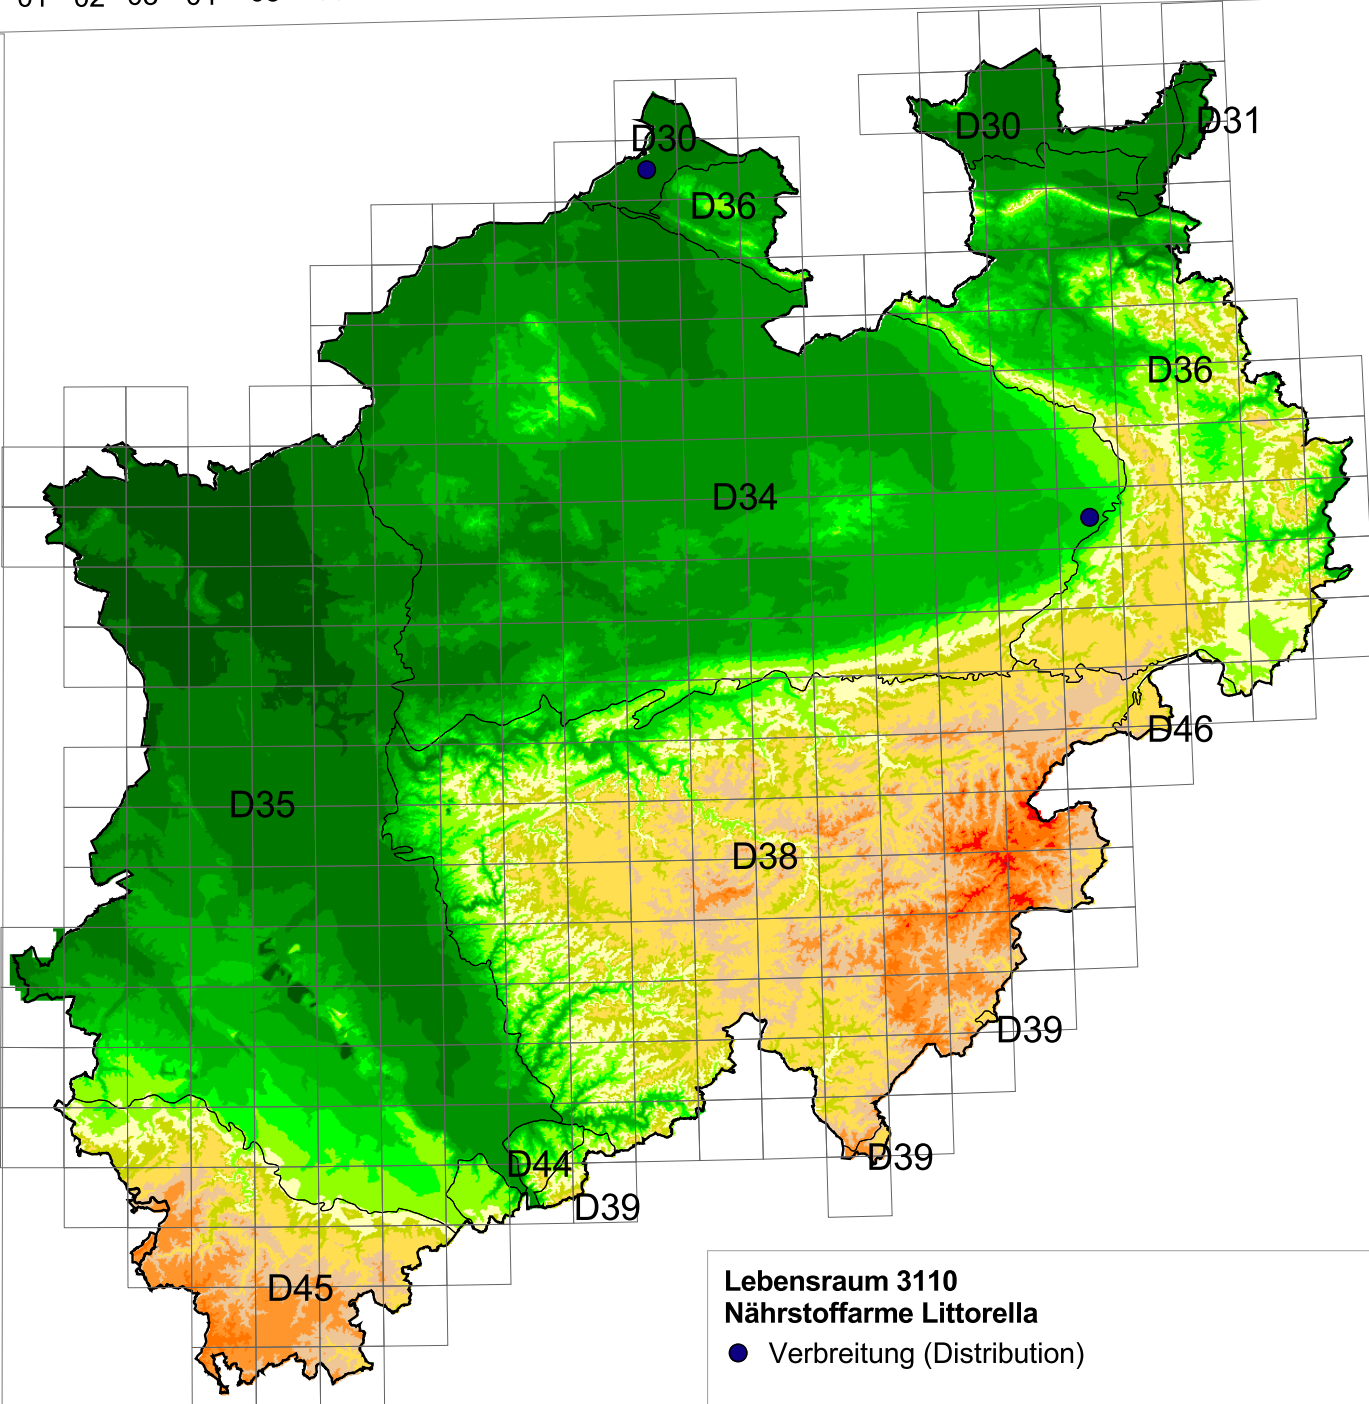 D30
D30
D31
D36
D36
D34
D46
D35
D38
D39
D39
D44
D39
D45
Lebensraum 3110
Nährstoffarme Littorella
Verbreitung (Distribution)